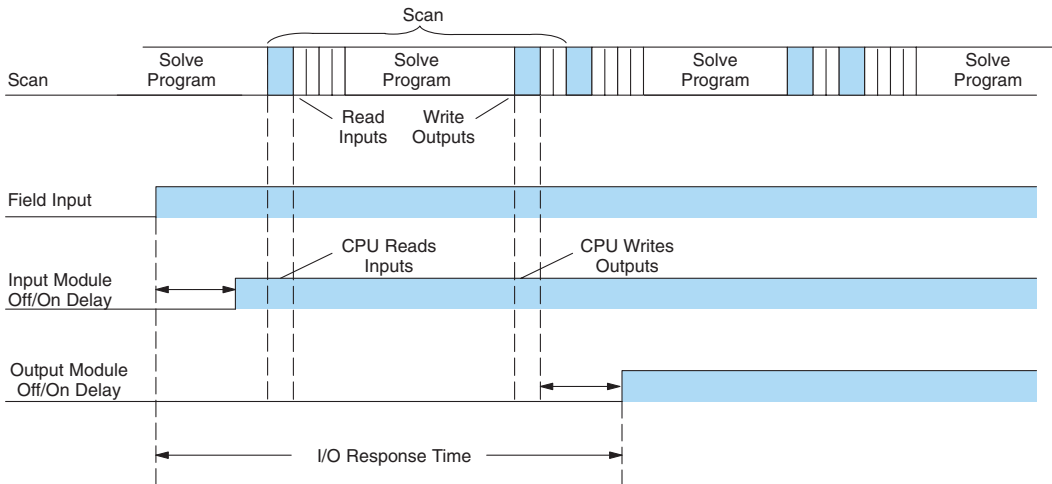 Scan
Solve
Program
Solve
Program
Solve
Program
Solve
Program
Scan
Read
Inputs
Write
Outputs
Field Input
CPU Reads
Inputs
CPU Writes
Outputs
Input Module
Off/On Delay
Output Module
Off/On Delay
I/O Response Time